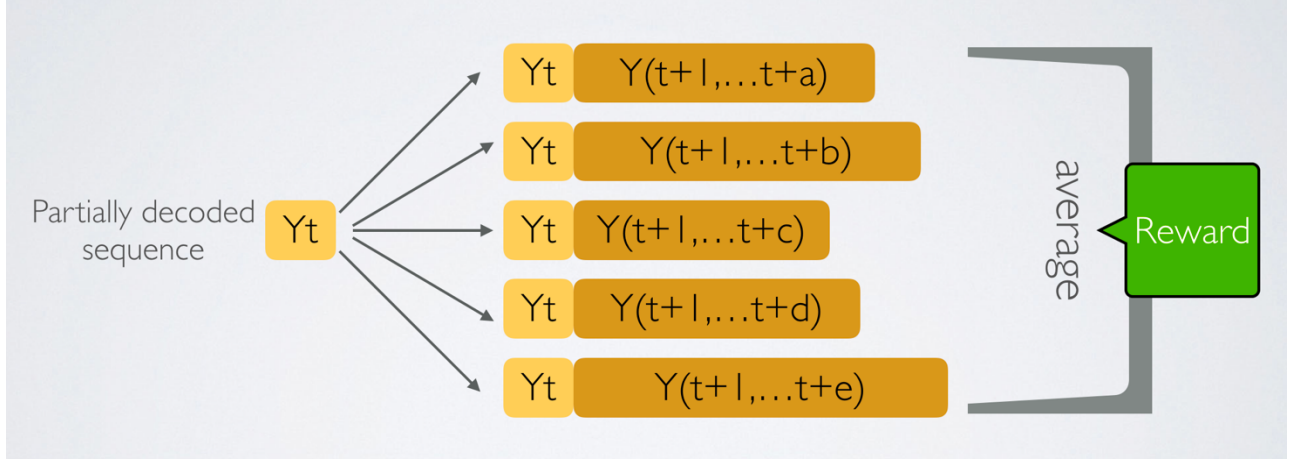 Yt Y(t+1,...t+a)
Yt Y(t+1,...t+b)
Partially decoded
sequence
Yt
Yt Y(t+1,...t+c)
Yt Y(t+1,...t+d)
Yt Y(t+1,...t+e)
average
Reward